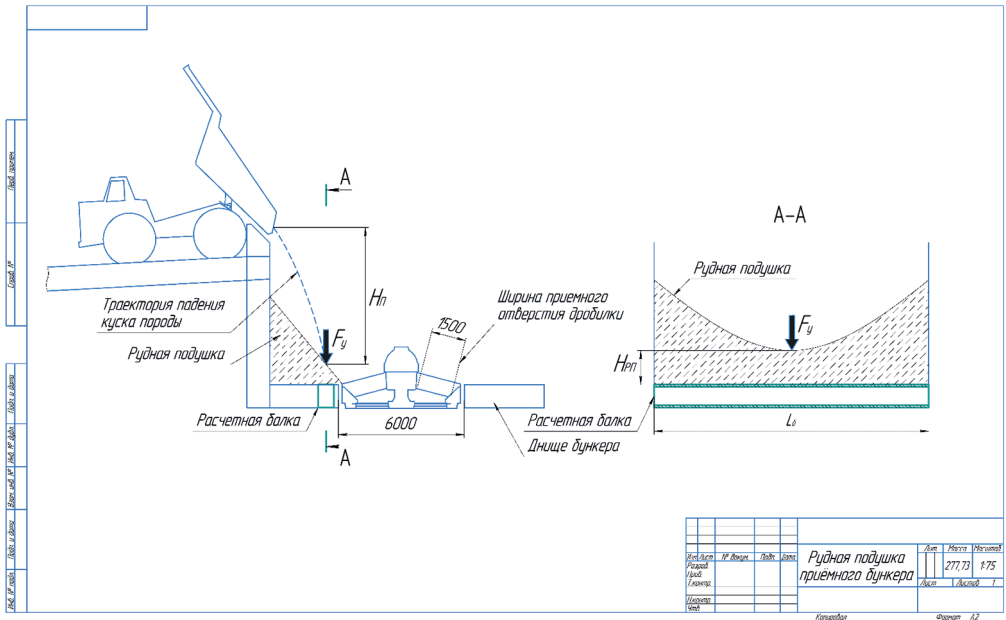 A
А-А
Рудная подушка
Нп
Ширина приемного
отверстия дробилки
Траектория падения
куска породы
Fу
1500
Fу
Рудная подушка
Нрп
Расчетная балка
6000
Расчетная балка
Lб
Днище бункера
A
Перв. примен.
Справ. №
Подп. и дата
Инв. № дубл.
Взам. инв. №
Подп. и дата
Инв. № подл.
Лит. Масса Масштаб
Лист № докум. Подп. Дата
Разраб.
Пров.
Т.контр.
Рудная подушка
приёмного бункера
277,73 1:75
Лист Листов 1
Н.контр.
Утв.
Копировал Формат А2